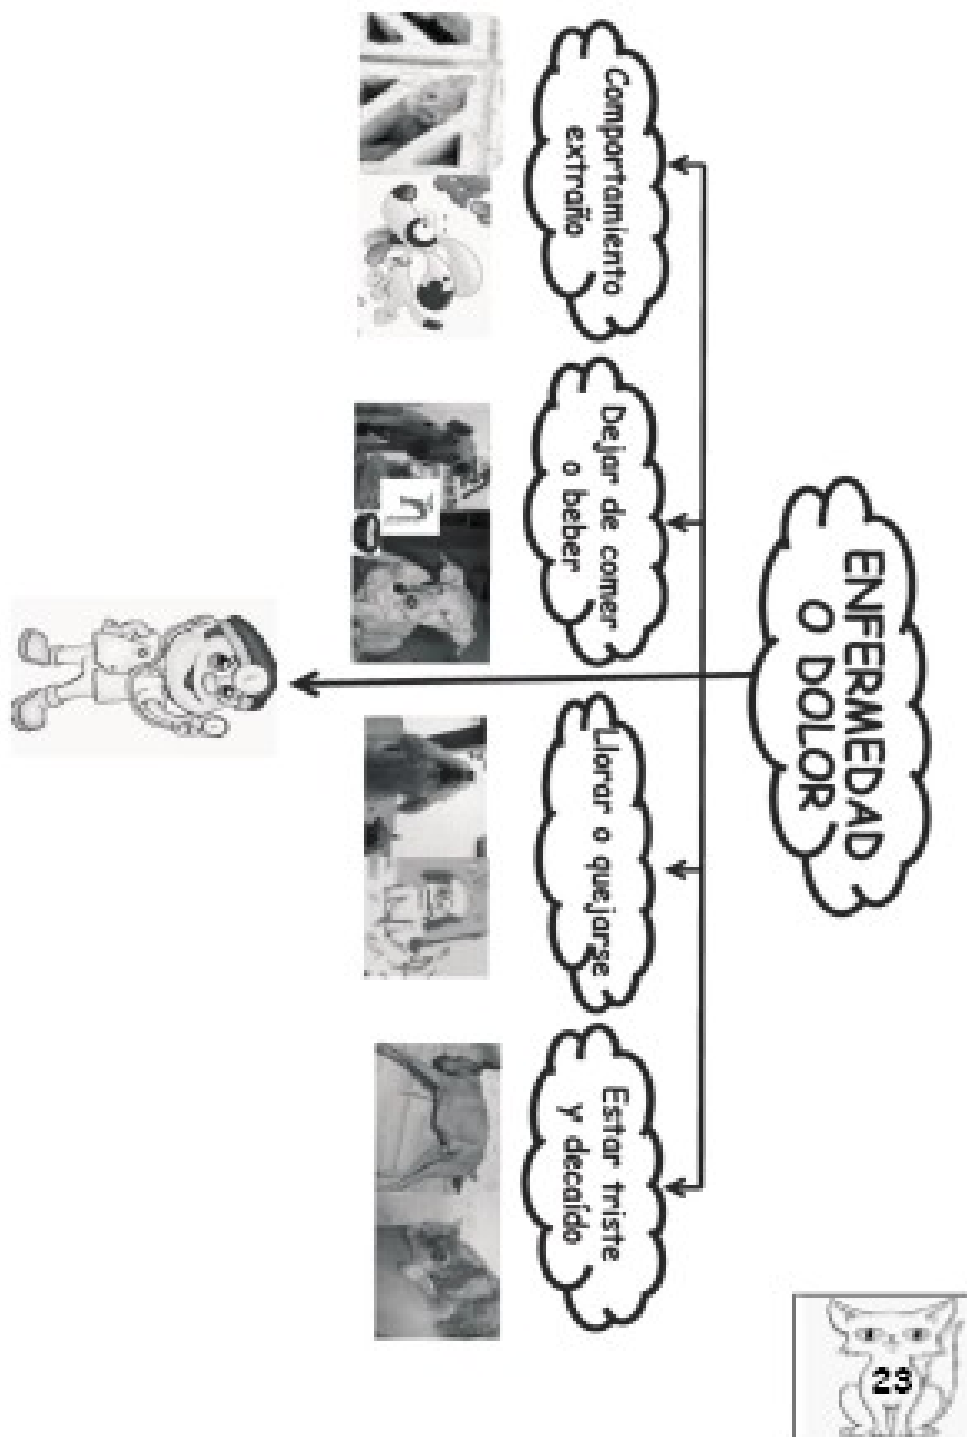 ENFERMEDAD
O DOLOR
Comportamiento
extraño
Dejar de comer
o beber
Llorar o quejarse
Estar triste
y decaído
23